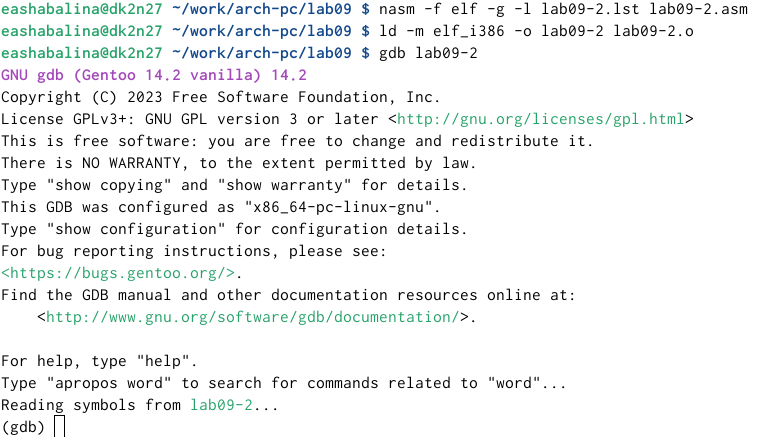 eashabalina@dk2n27 ~/work/arch-pc/lab09 $ nasm -f elf -g -l lab09-2.lst lab09-2.asm
eashabalina@dk2n27 ~/work/arch-pc/lab09 $ ld -m elf_i386 -o lab09-2 lab09-2.o
eashabalina@dk2n27 ~/work/arch-pc/lab09 $ gdb lab09-2
GNU gdb (Gentoo 14.2 vanilla) 14.2
Copyright (C) 2023 Free Software Foundation, Inc.
License GPLv3+: GNU GPL version 3 or later <http://gnu.org/licenses/gpl.html>
This is free software: you are free to change and redistribute it.
There is NO WARRANTY, to the extent permitted by law.
Type "show copying" and "show warranty" for details.
This GDB was configured as "x86_64-pc-linux-gnu".
Type "show configuration" for configuration details.
For bug reporting instructions, please see:
<https://bugs.gentoo.org/>.
Find the GDB manual and other documentation resources online at:
    <http://www.gnu.org/software/gdb/documentation/>.

For help, type "help".
Type "apropos word" to search for commands related to "word"...
Reading symbols from lab09-2...
(gdb)